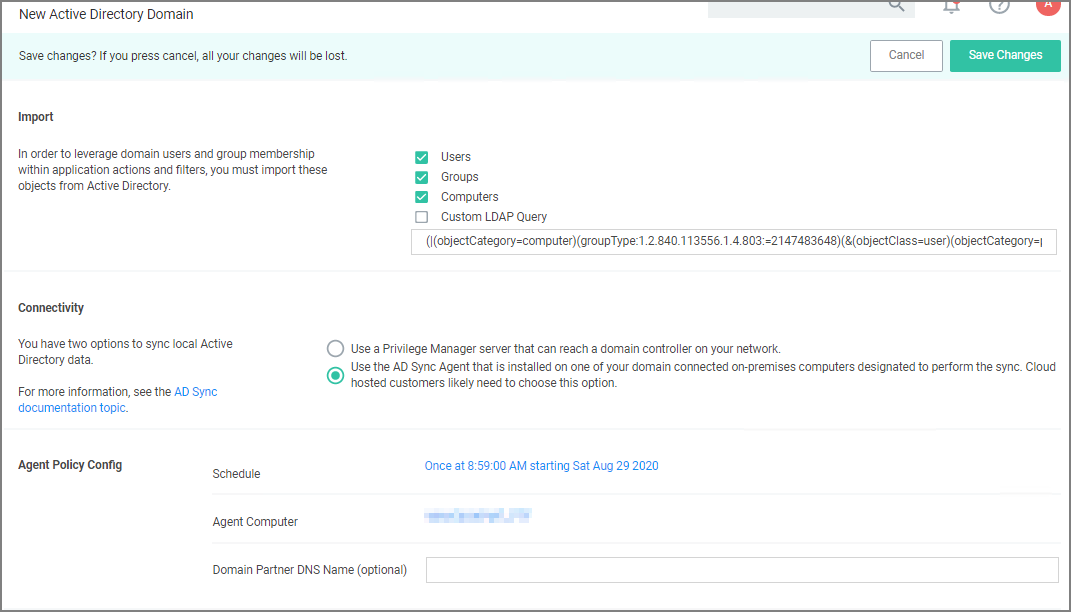 New Active Directory Domain
A
Save changes? If you press cancel, all your changes will be lost.
Cancel
Save Changes
Import
In order to leverage domain users and group membership
within application actions and filters, you must import these
objects from Active Directory.
Users
Groups
Computers
Custom LDAP Query
(|(objectCategory=computer)(groupType:1.2.840.113556.1.4.803:=2147483648)(&(objectClass=user)(objectCategory=p
Connectivity
You have two options to sync local Active
Directory data.
For more information, see the AD Sync
documentation topic.
Use a Privilege Manager server that can reach a domain controller on your network.
Use the AD Sync Agent that is installed on one of your domain connected on-premises computers designated to perform the sync. Cloud
hosted customers likely need to choose this option.
Agent Policy Config
Schedule
Once at 8:59:00 AM starting Sat Aug 29 2020
Agent Computer
Domain Partner DNS Name (optional)